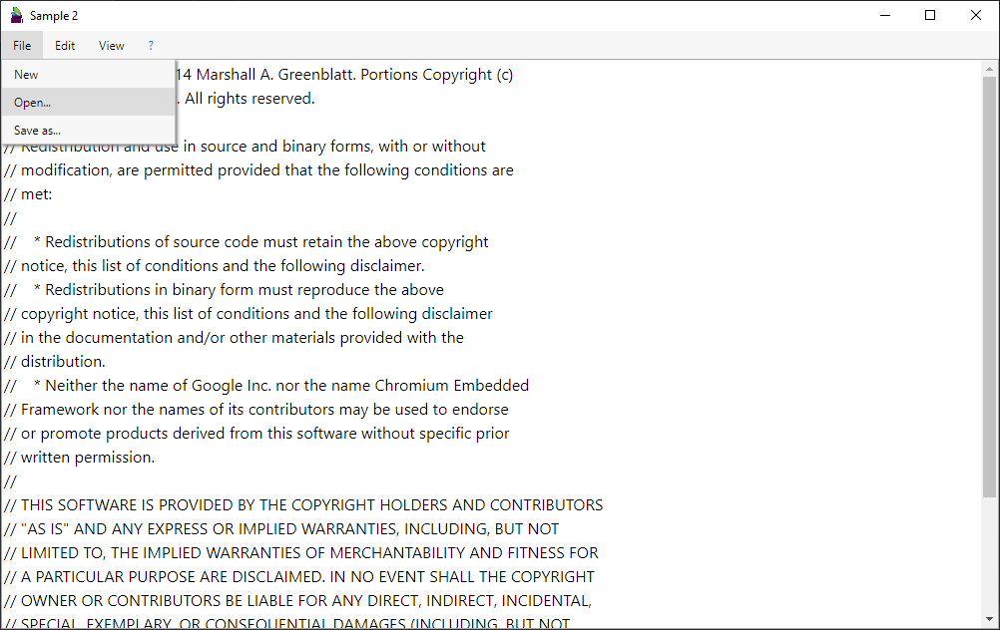 Sample 2
File Edit View ?
New
Open...
Save as...
14 Marshall A. Greenblatt. Portions Copyright (c)
. All rights reserved.
// Redistribution and use in source and binary forms, with or without
// modification, are permitted provided that the following conditions are
// met:
//
//    * Redistributions of source code must retain the above copyright
// notice, this list of conditions and the following disclaimer.
//    * Redistributions in binary form must reproduce the above
// copyright notice, this list of conditions and the following disclaimer
// in the documentation and/or other materials provided with the
// distribution.
//    * Neither the name of Google Inc. nor the name Chromium Embedded
// Framework nor the names of its contributors may be used to endorse
// or promote products derived from this software without specific prior
// written permission.
//
// THIS SOFTWARE IS PROVIDED BY THE COPYRIGHT HOLDERS AND CONTRIBUTORS
// "AS IS" AND ANY EXPRESS OR IMPLIED WARRANTIES, INCLUDING, BUT NOT
// LIMITED TO, THE IMPLIED WARRANTIES OF MERCHANTABILITY AND FITNESS FOR
// A PARTICULAR PURPOSE ARE DISCLAIMED. IN NO EVENT SHALL THE COPYRIGHT
// OWNER OR CONTRIBUTORS BE LIABLE FOR ANY DIRECT, INDIRECT, INCIDENTAL,
// SPECIAL, EXEMPLARY, OR CONSEQUENTIAL DAMAGES (INCLUDING, BUT NOT